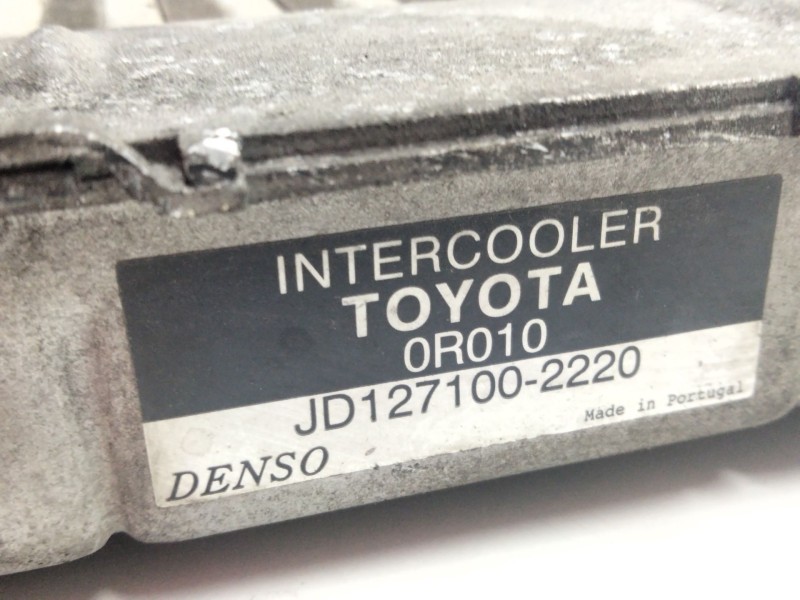 INTERCOOLER
TOYOTA
0R010
JD127100-2220
Made in Portugal
DENSO